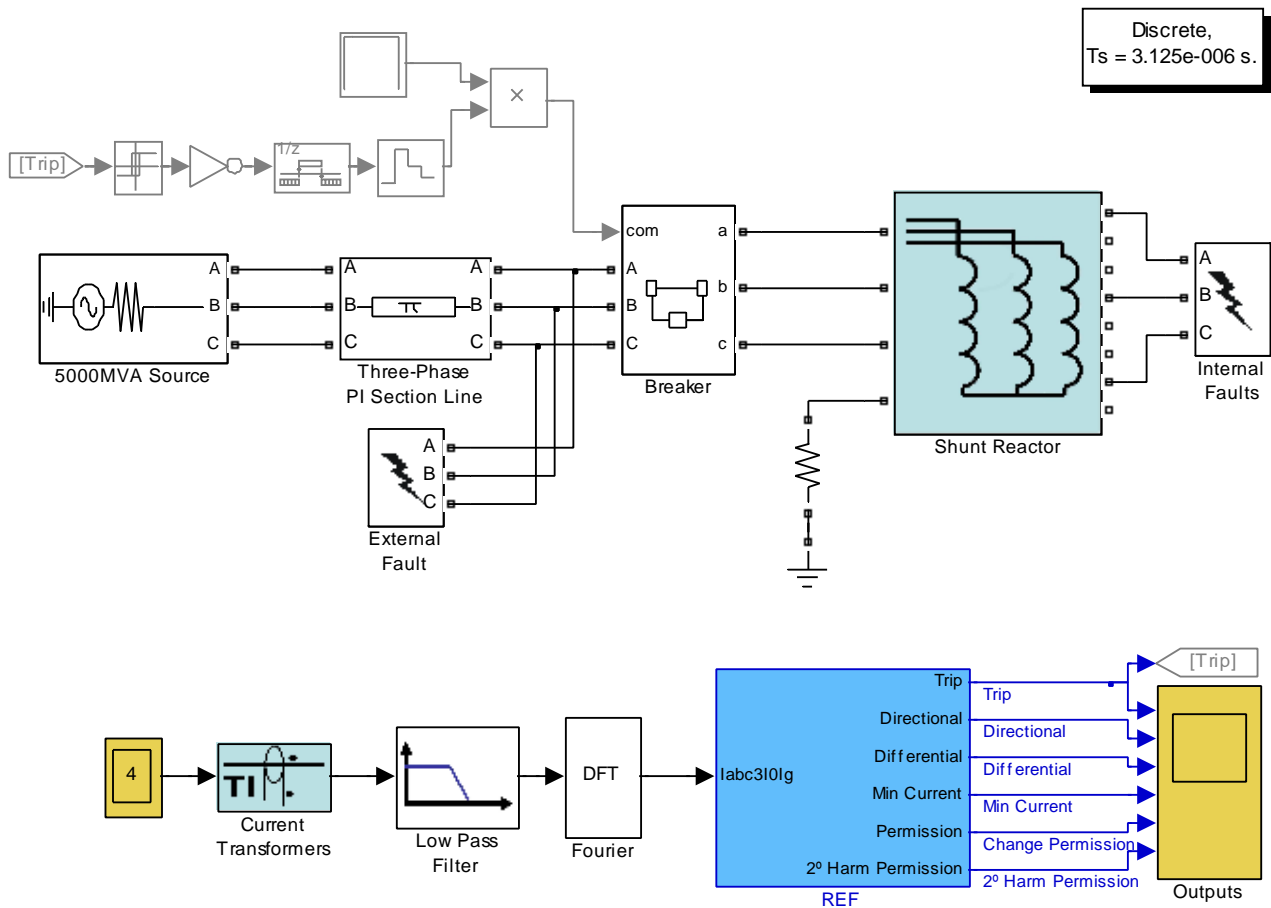 Discrete,
Ts = 3.125e-006 s.
×
[Trip]
1/z
com
a
A
b
B
c
C
Breaker
A
B
C
5000MVA Source
A
A
B
B
C
C
Three-Phase
PI Section Line
A
B
C
External
Fault
Shunt Reactor
A
B
C
Internal
Faults
4
TI
Current
Transformers
Low Pass
Filter
DFT
Fourier
Iabc3I0Ig
Trip
Directional
Differential
Min Current
Permission
2º Harm Permission
REF
Trip
Directional
Differential
Min Current
Change Permission
2º Harm Permission
[Trip]
Outputs